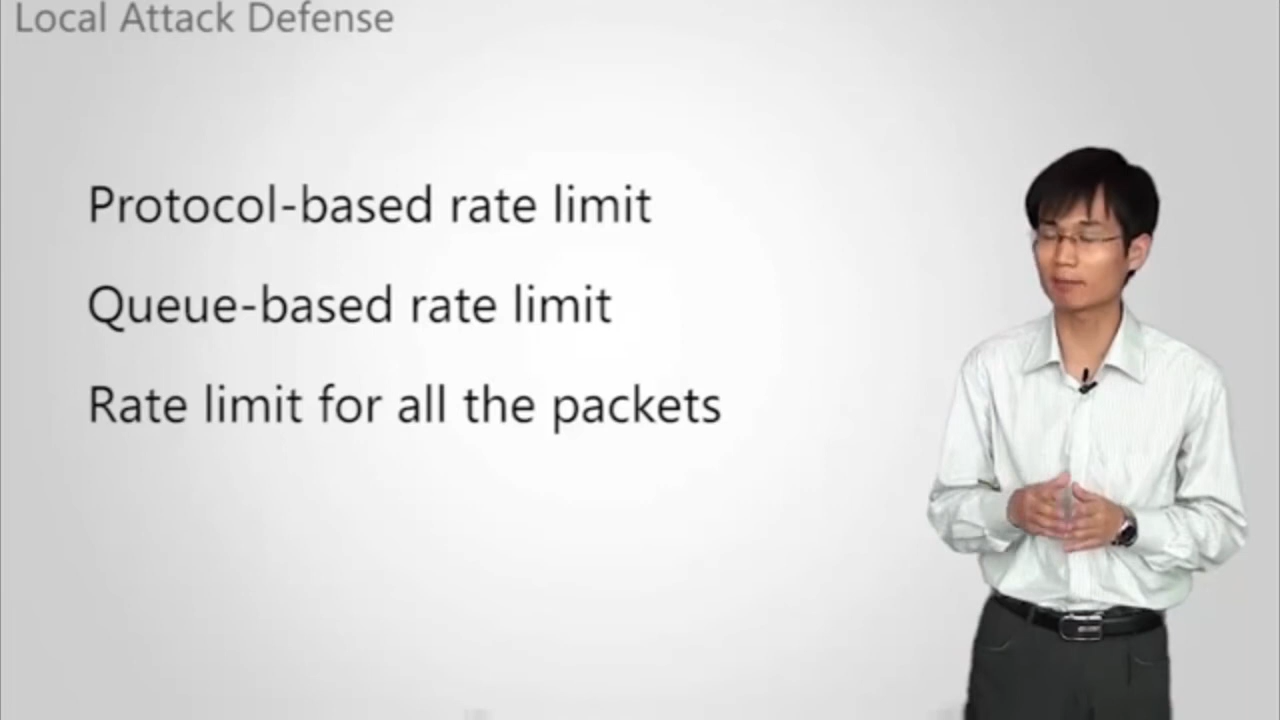 Local Attack Defense
Protocol-based rate limit
Queue-based rate limit
Rate limit for all the packets